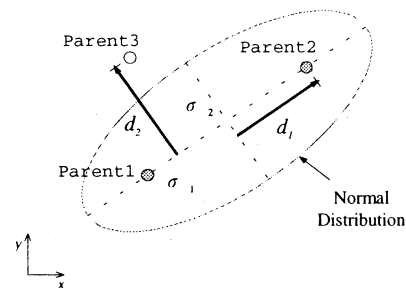 Parent3
Parent2
σ 2
d2
d1
Parent1
σ 1
Normal
Distribution
y
x